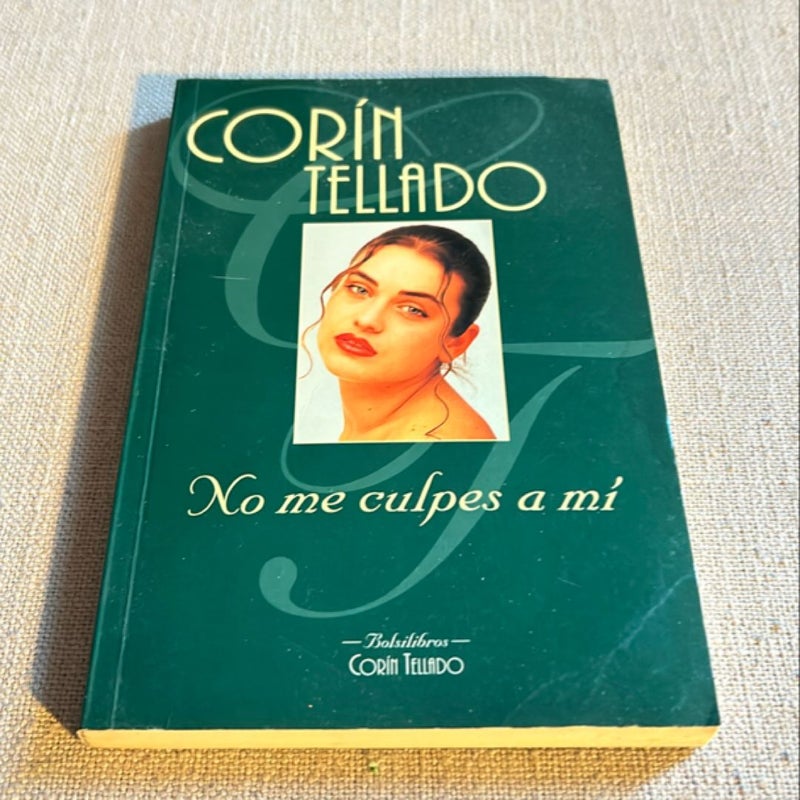 CORÍN
TELLADO
No me culpes a mí
Bolsilibros
CORÍN TELLADO